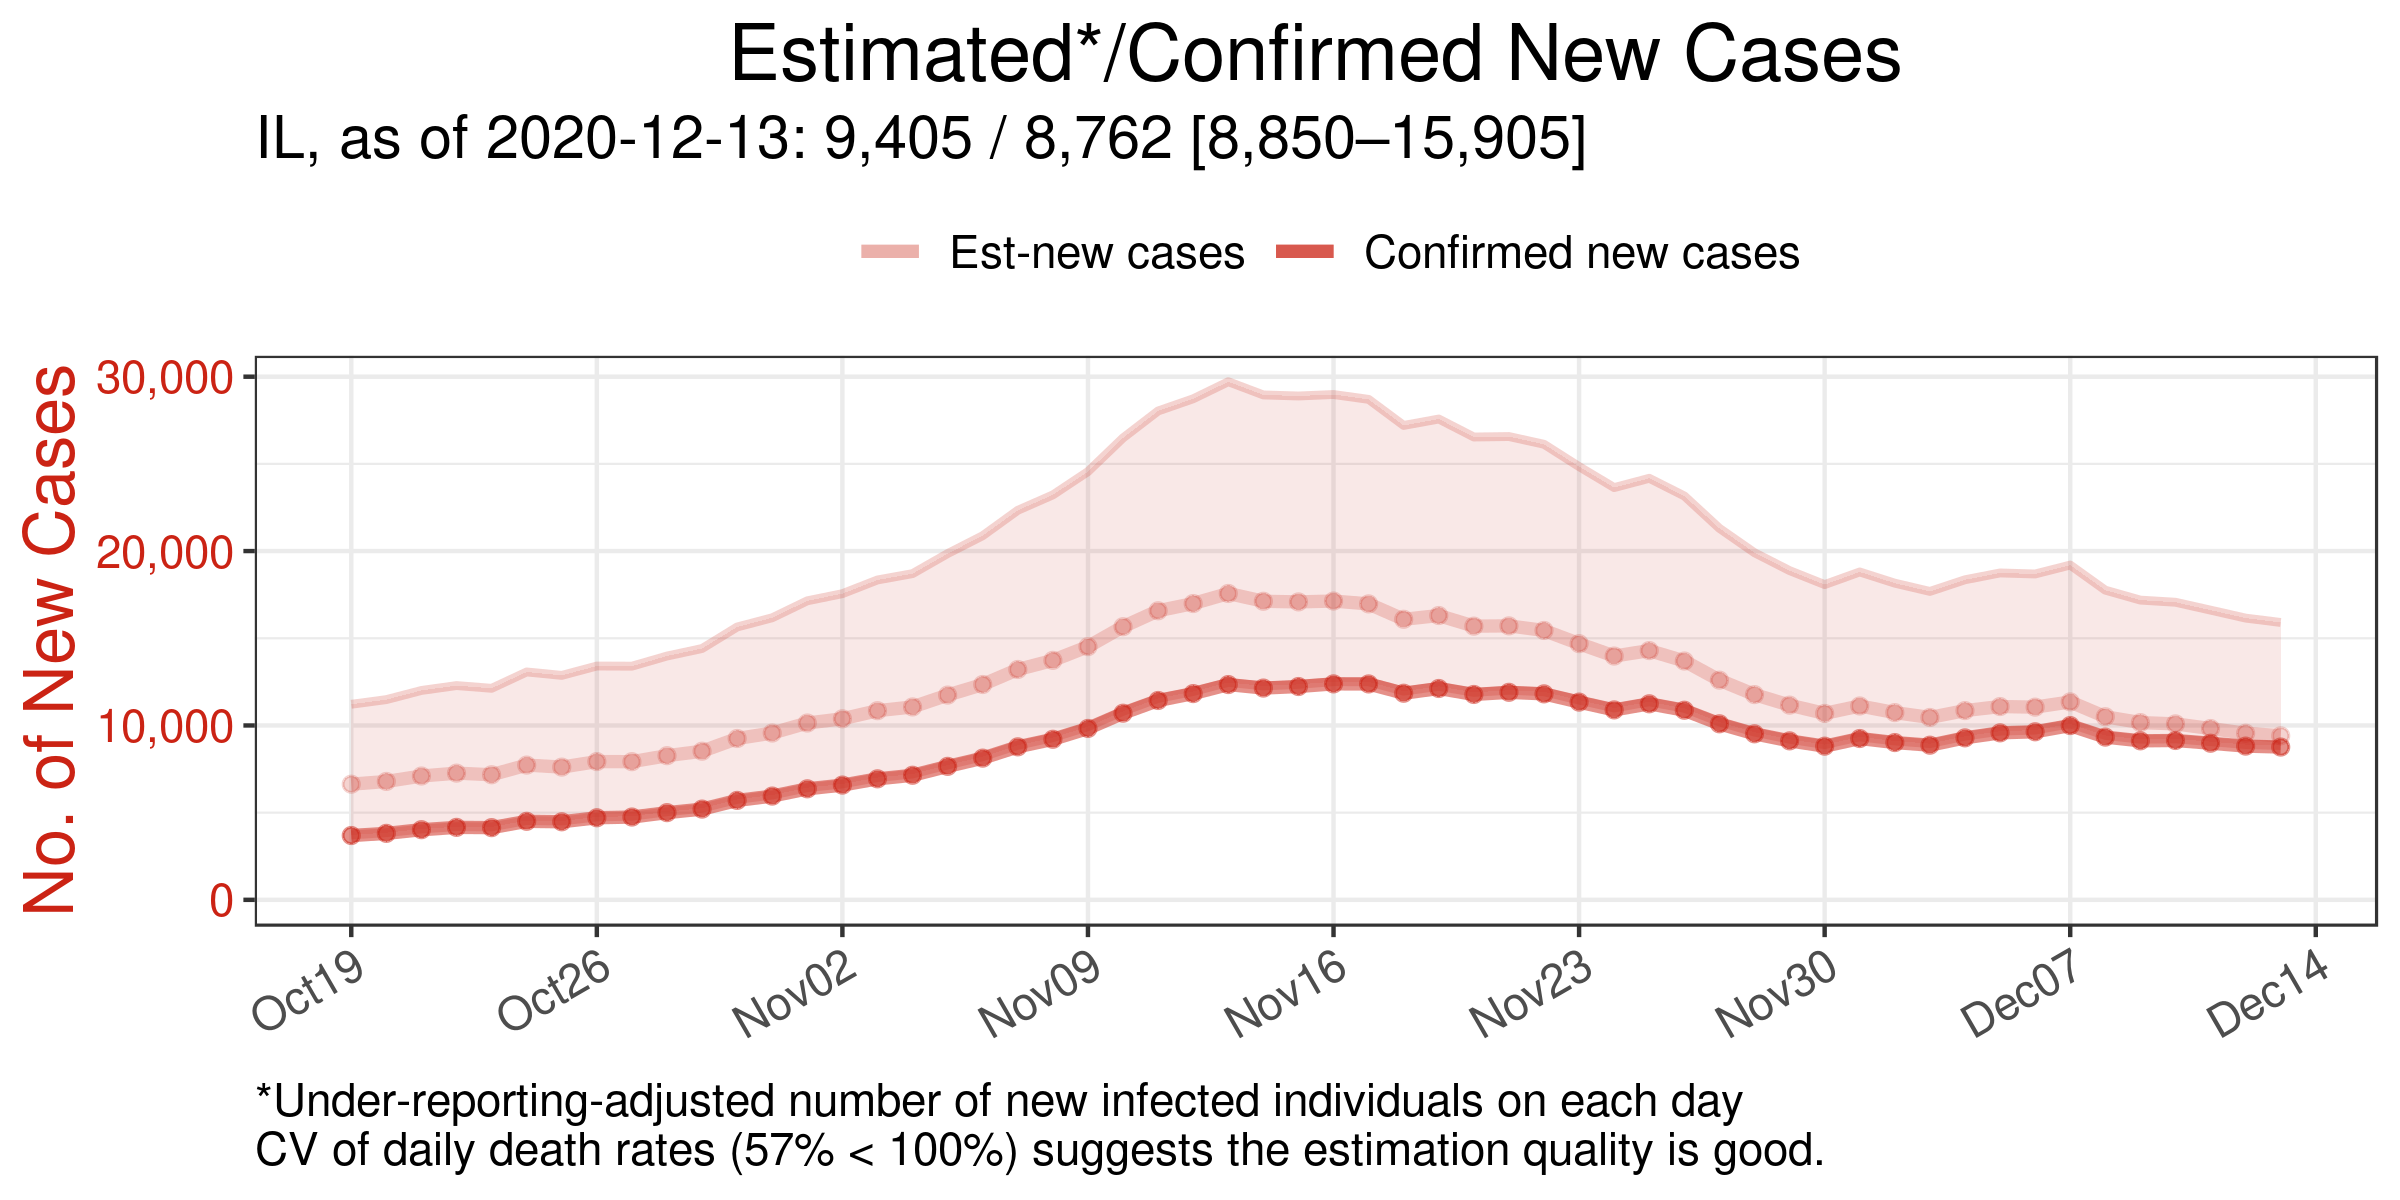 Estimated*/Confirmed New Cases
IL, as of 2020-12-13: 9,405 / 8,762 [8,850–15,905]
Est-new cases
Confirmed new cases
No. of New Cases
30,000
20,000
10,000
0
Oct19
Oct26
Nov02
Nov09
Nov16
Nov23
Nov30
Dec07
Dec14
*Under-reporting-adjusted number of new infected individuals on each day
CV of daily death rates (57% < 100%) suggests the estimation quality is good.